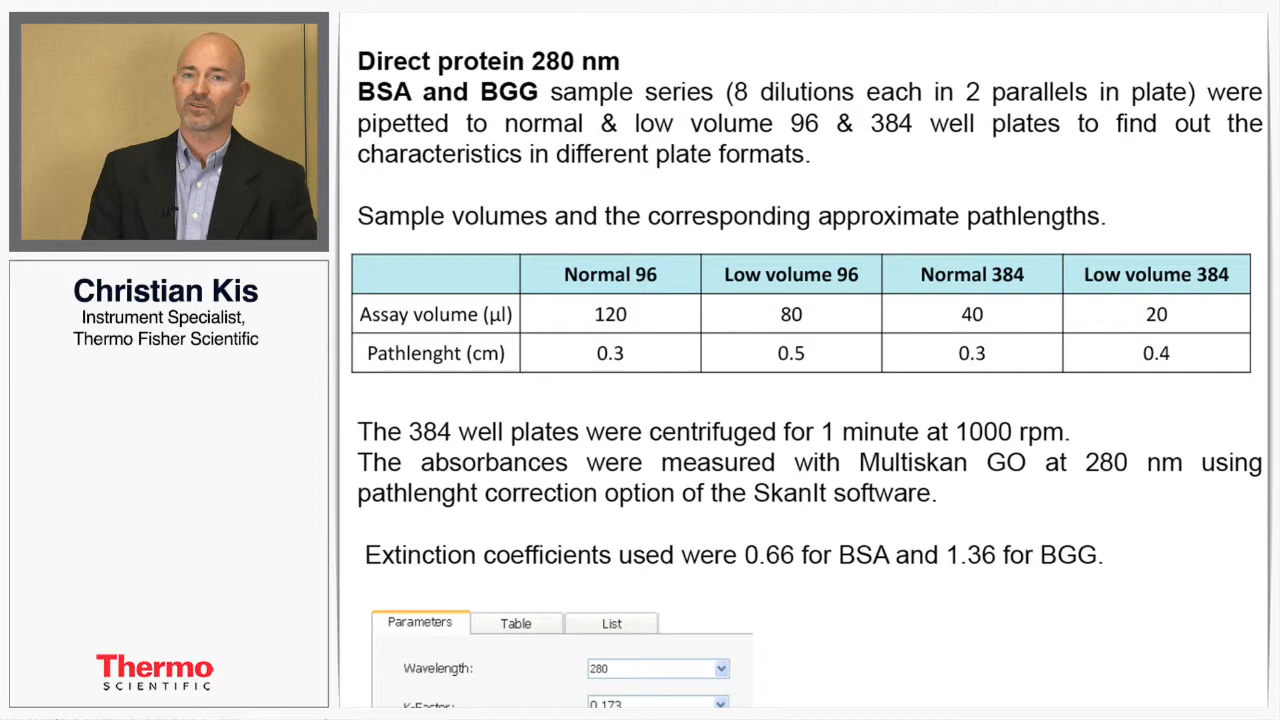 Direct protein 280 nm
BSA and BGG sample series (8 dilutions each in 2 parallels in plate) were
pipetted to normal & low volume 96 & 384 well plates to find out the
characteristics in different plate formats.
Sample volumes and the corresponding approximate pathlengths.
Normal 96 Low volume 96 Normal 384 Low volume 384
Assay volume (µl) 120 80 40 20
Pathlenght (cm) 0.3 0.5 0.3 0.4
The 384 well plates were centrifuged for 1 minute at 1000 rpm.
The absorbances were measured with Multiskan GO at 280 nm using
pathlenght correction option of the SkanIt software.
Extinction coefficients used were 0.66 for BSA and 1.36 for BGG.
Parameters Table List
Wavelength: 280
K-Factor: 0.173
Christian Kis
Instrument Specialist,
Thermo Fisher Scientific
Thermo
SCIENTIFIC